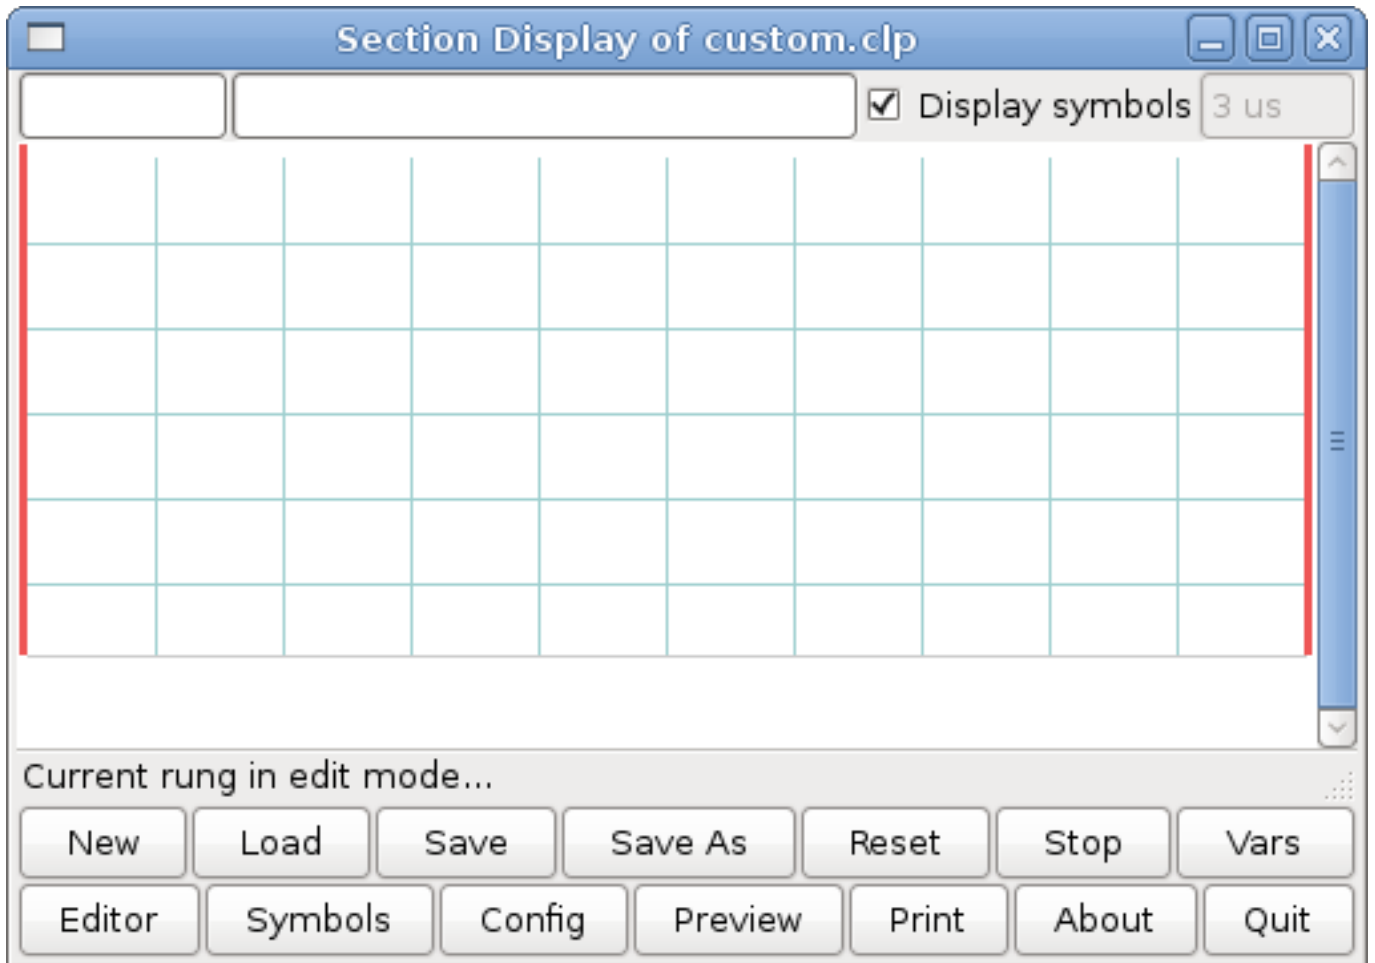 Section Display of custom.clp
Display symbols 3 us
Current rung in edit mode...
New Load Save Save As Reset Stop Vars
Editor Symbols Config Preview Print About Quit